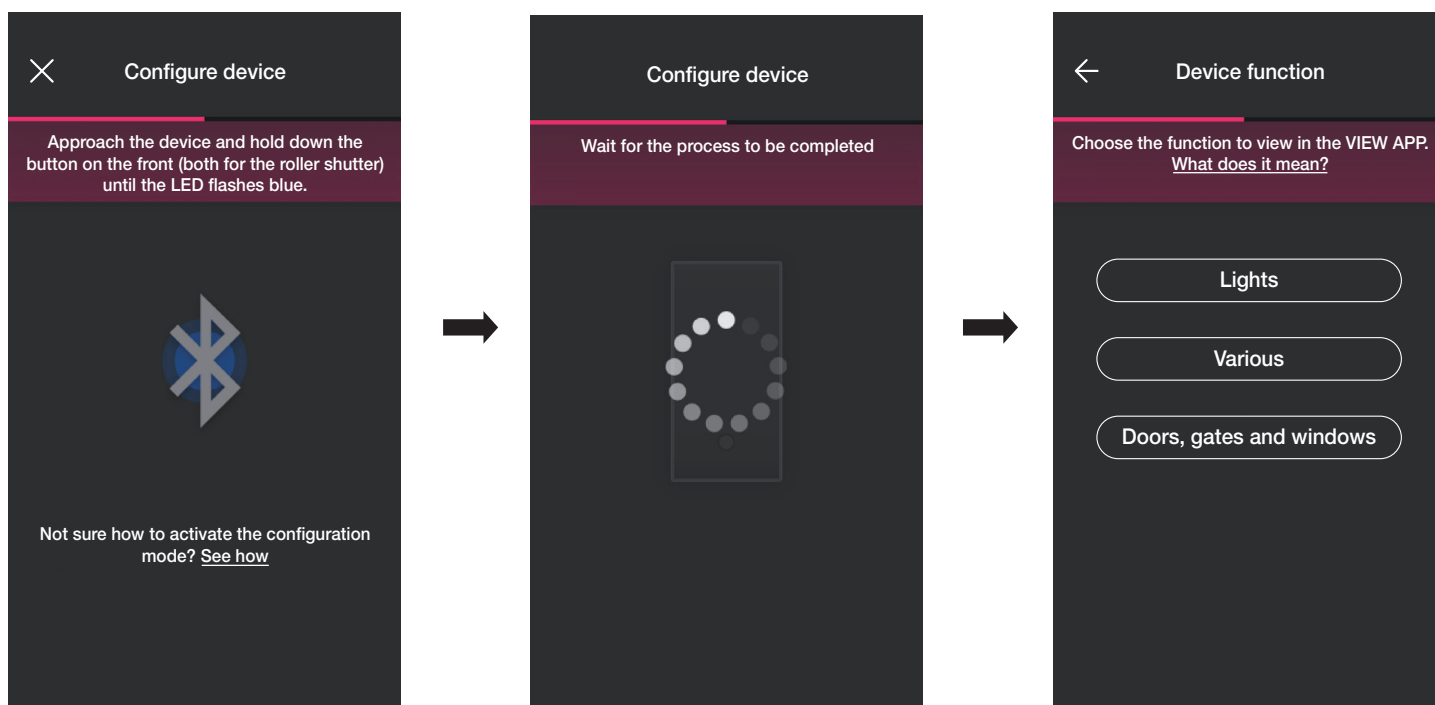 Configure device
Approach the device and hold down the
button on the front (both for the roller shutter)
until the LED flashes blue.
Not sure how to activate the configuration
mode? See how
Configure device
Wait for the process to be completed
Device function
Choose the function to view in the VIEW APP.
What does it mean?
Lights
Various
Doors, gates and windows